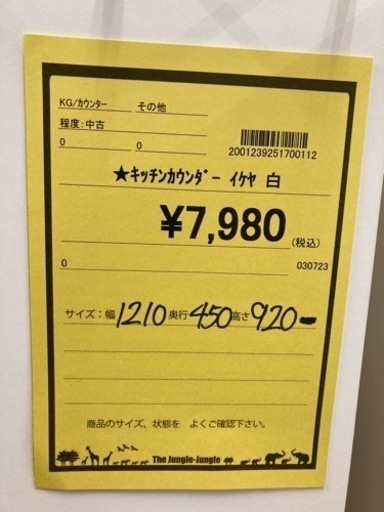 KG/カウンター その他
程度:中古
0 0
2001239251700112
★ｷｯﾁﾝｶｳﾝﾀﾞｰ ｲｹﾔ 白
¥7,980 (税込)
0 030723
サイズ:幅 1210 奥行 450 高さ 920
商品のサイズ、状態を よくご確認下さい。
The Jungle-Jungle